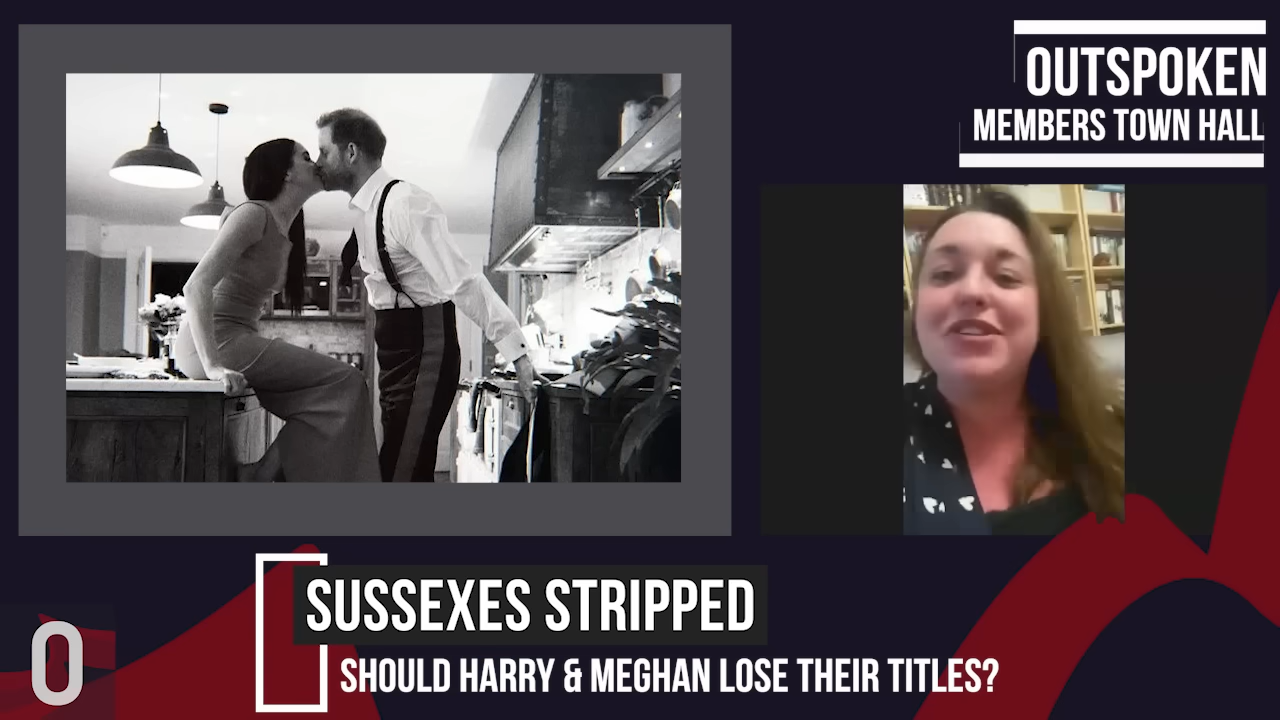 OUTSPOKEN
MEMBERS TOWN HALL
SUSSEXES STRIPPED
SHOULD HARRY & MEGHAN LOSE THEIR TITLES?
O